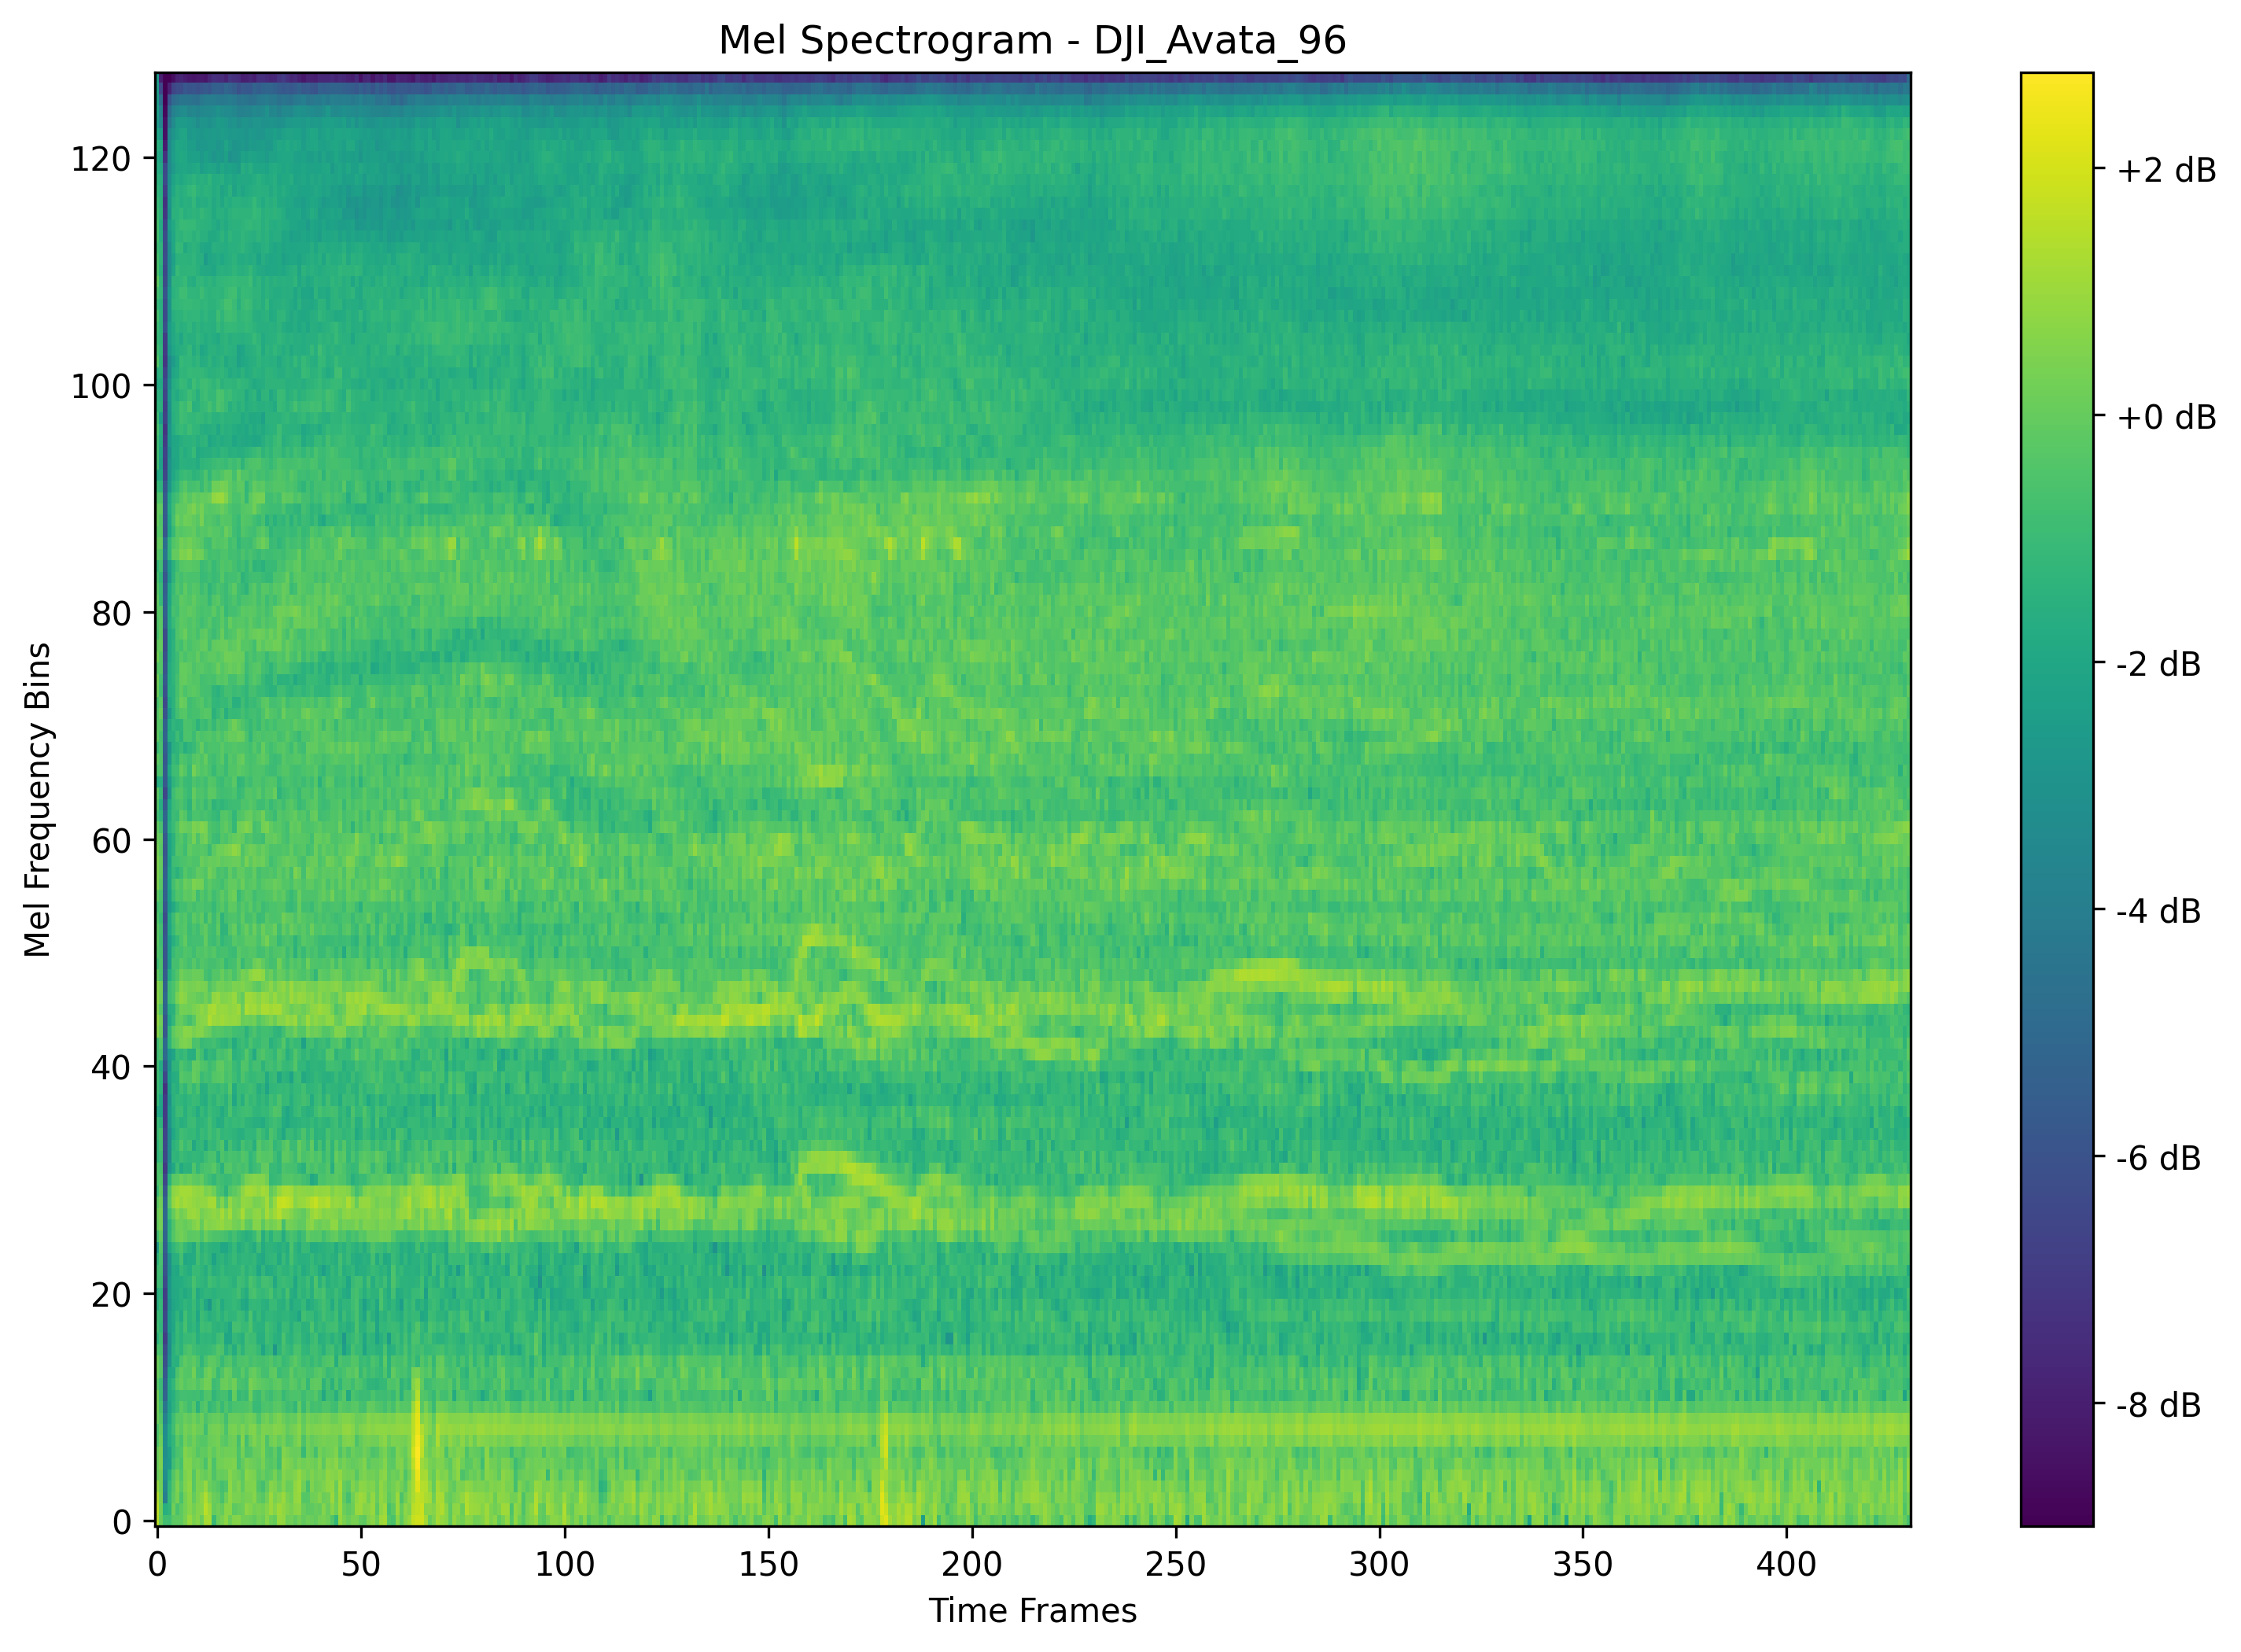 Mel Spectrogram - DJI_Avata_96
Mel Frequency Bins
120
100
80
60
40
20
0
0 50 100 150 200 250 300 350 400
Time Frames
+2 dB
+0 dB
-2 dB
-4 dB
-6 dB
-8 dB